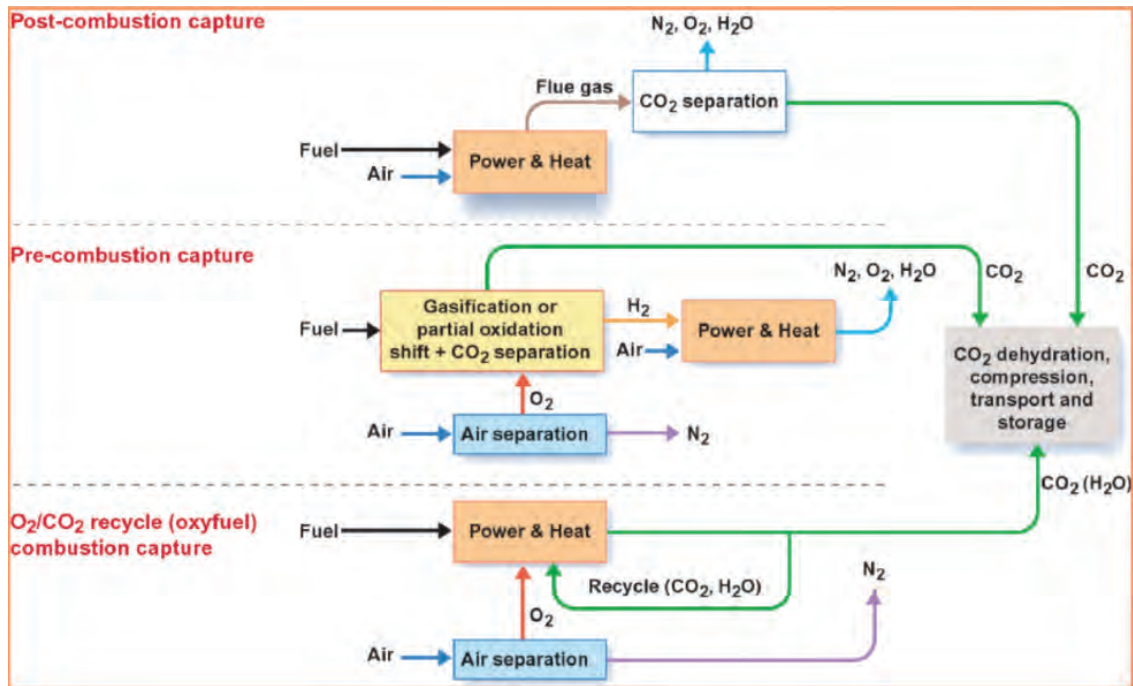 Post-combustion capture
N₂, O₂, H₂O
Flue gas
CO₂ separation
Fuel
Air
Power & Heat
CO₂
CO₂
Pre-combustion capture
N₂, O₂, H₂O
Fuel
Gasification or
partial oxidation
shift + CO₂ separation
H₂
Air
Power & Heat
O₂
Air
Air separation
N₂
CO₂ dehydration,
compression,
transport and
storage
CO₂ (H₂O)
O₂/CO₂ recycle (oxyfuel)
combustion capture
Fuel
Power & Heat
Recycle (CO₂, H₂O)
N₂
O₂
Air
Air separation